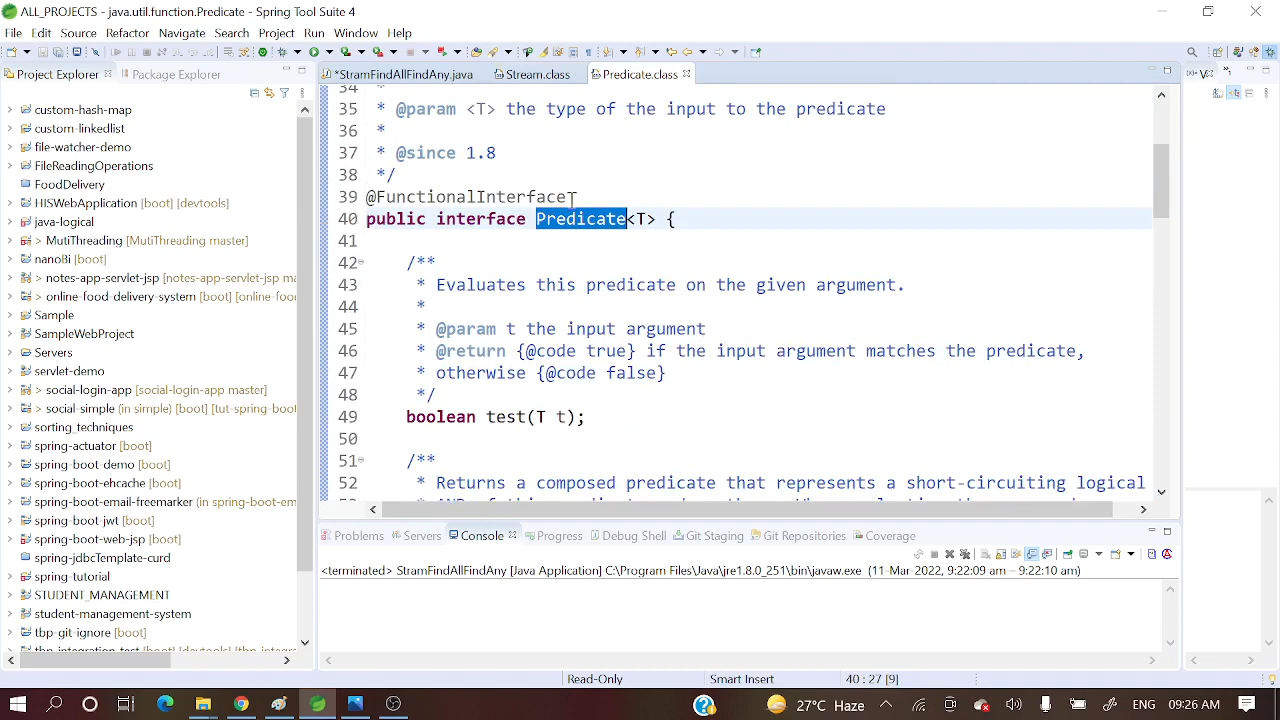 ALL_PROJECTS - java.util.function.Predicate - Spring Tool Suite 4
File Edit Source Refactor Navigate Search Project Run Window Help
Project Explorer
Package Explorer
*StramFindAllFindAny.java
Stream.class
Predicate.class
custom-hash-map
custom-linkedlist
file-watcher-demo
FileReadingOperations
FoodDelivery
HISWebApplication [boot] [devtools]
java-logical
> MutiThreading [MutiThreading master]
nanoBi [boot]
> notes-app-servlet-jsp [notes-app-servlet-jsp ma
> online-food-delivery-system [boot] [online-foo
Sample
SampleWebProject
Servers
servlet-demo
> social-login-app [social-login-app master]
> social-simple (in simple) [boot] [tut-spring-boot
sorting_techniques
spring-actuator [boot]
spring-boot-demo [boot]
spring-boot-ehcache [boot]
spring-boot-email-freemarker (in spring-boot-em
spring-boot-jwt [boot]
spring-boot-web-jsp [boot]
spring-jdbcTemplate-curd
spring-tutorial
STUDENT_MANAGEMENT
student-management-system
tbp-git-ignore [boot]
tbp-integration-test [boot] [devtools] [tbp-integra
34 *
35 * @param <T> the type of the input to the predicate
36 *
37 * @since 1.8
38 */
39 @FunctionalInterface
40 public interface Predicate<T> {
41
42 /**
43 * Evaluates this predicate on the given argument.
44 *
45 * @param t the input argument
46 * @return {@code true} if the input argument matches the predicate,
47 * otherwise {@code false}
48 */
49 boolean test(T t);
50
51 /**
52 * Returns a composed predicate that represents a short-circuiting logical
Problems Servers Console Progress Debug Shell Git Staging Git Repositories Coverage
<terminated> StramFindAllFindAny [Java Application] C:\Program Files\Java\jre1.8.0_251\bin\javaw.exe (11-Mar-2022, 9:22:09 am – 9:22:10 am)
Read-Only
Smart Insert
40 : 27 [9]
27°C Haze
ENG
09:26 AM